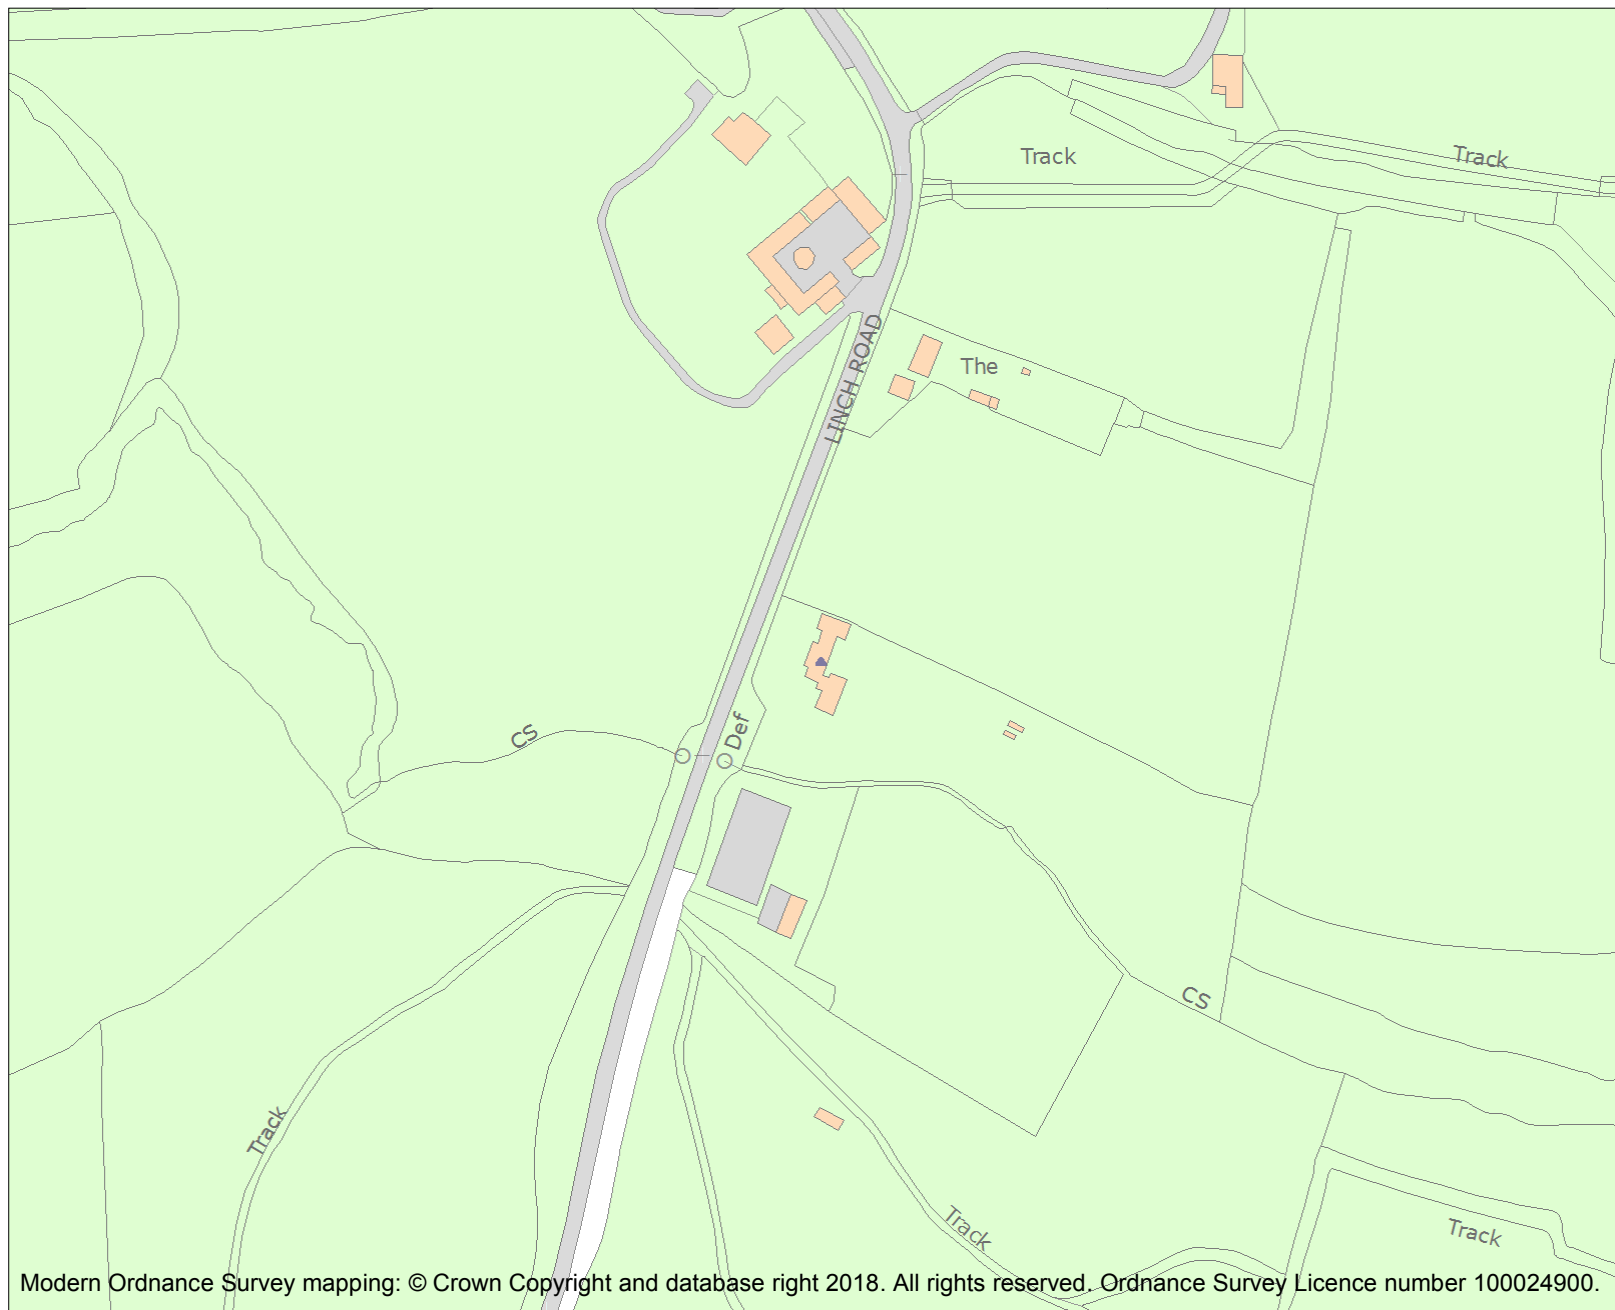 Track
Track
LINCH ROAD
The
CS
Def
CS
Track
Track
Track
Modern Ordnance Survey mapping: © Crown Copyright and database right 2018. All rights reserved. Ordnance Survey Licence number 100024900.